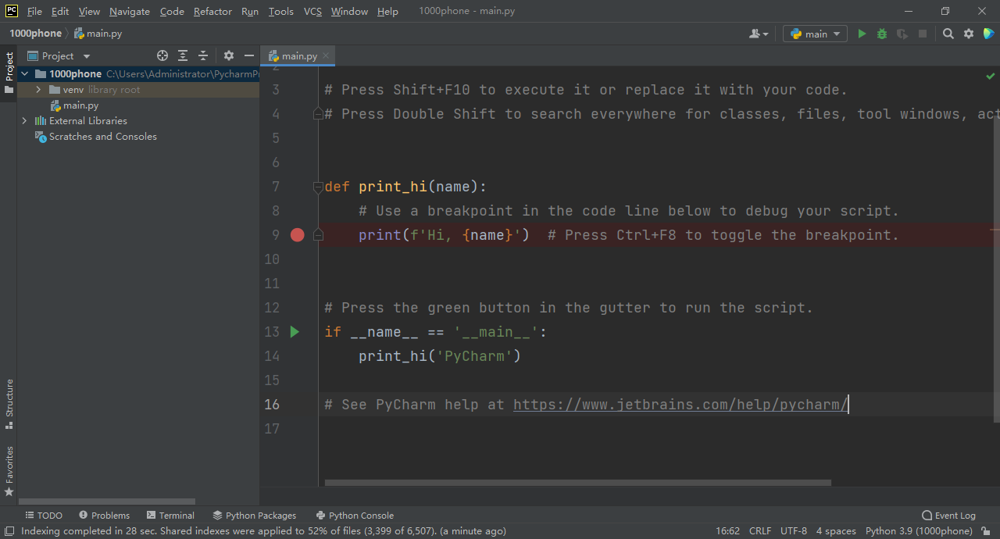 PC File Edit View Navigate Code Refactor Run Tools VCS Window Help 1000phone - main.py
1000phone main.py main
Project Project main.py
1000phone C:\Users\Administrator\PycharmPr
venv library root
main.py
External Libraries
Scratches and Consoles
2
3 # Press Shift+F10 to execute it or replace it with your code.
4 # Press Double Shift to search everywhere for classes, files, tool windows, act
5
6
7 def print_hi(name):
8 # Use a breakpoint in the code line below to debug your script.
9 print(f'Hi, {name}') # Press Ctrl+F8 to toggle the breakpoint.
10
11
12 # Press the green button in the gutter to run the script.
13 if __name__ == '__main__':
14 print_hi('PyCharm')
15
16 # See PyCharm help at https://www.jetbrains.com/help/pycharm/
17
Structure
Favorites
TODO Problems Terminal Python Packages Python Console Event Log
Indexing completed in 28 sec. Shared indexes were applied to 52% of files (3,399 of 6,507). (a minute ago) 16:62 CRLF UTF-8 4 spaces Python 3.9 (1000phone)